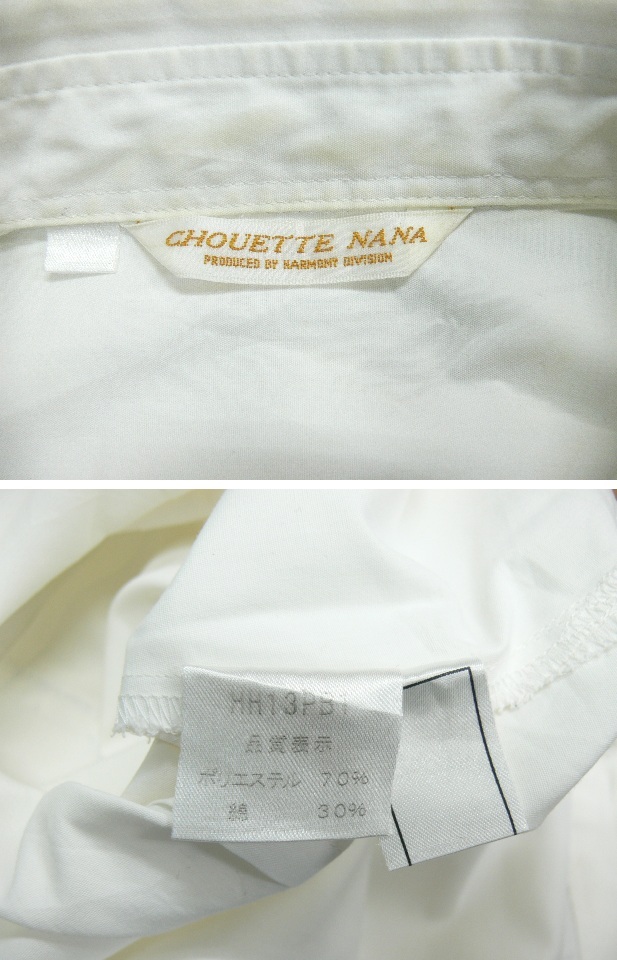 CHOUETTE NANA
PRODUCED BY HARMONY DIVISION
HH13PB1
品質表示
ポリエステル 70%
綿 30%